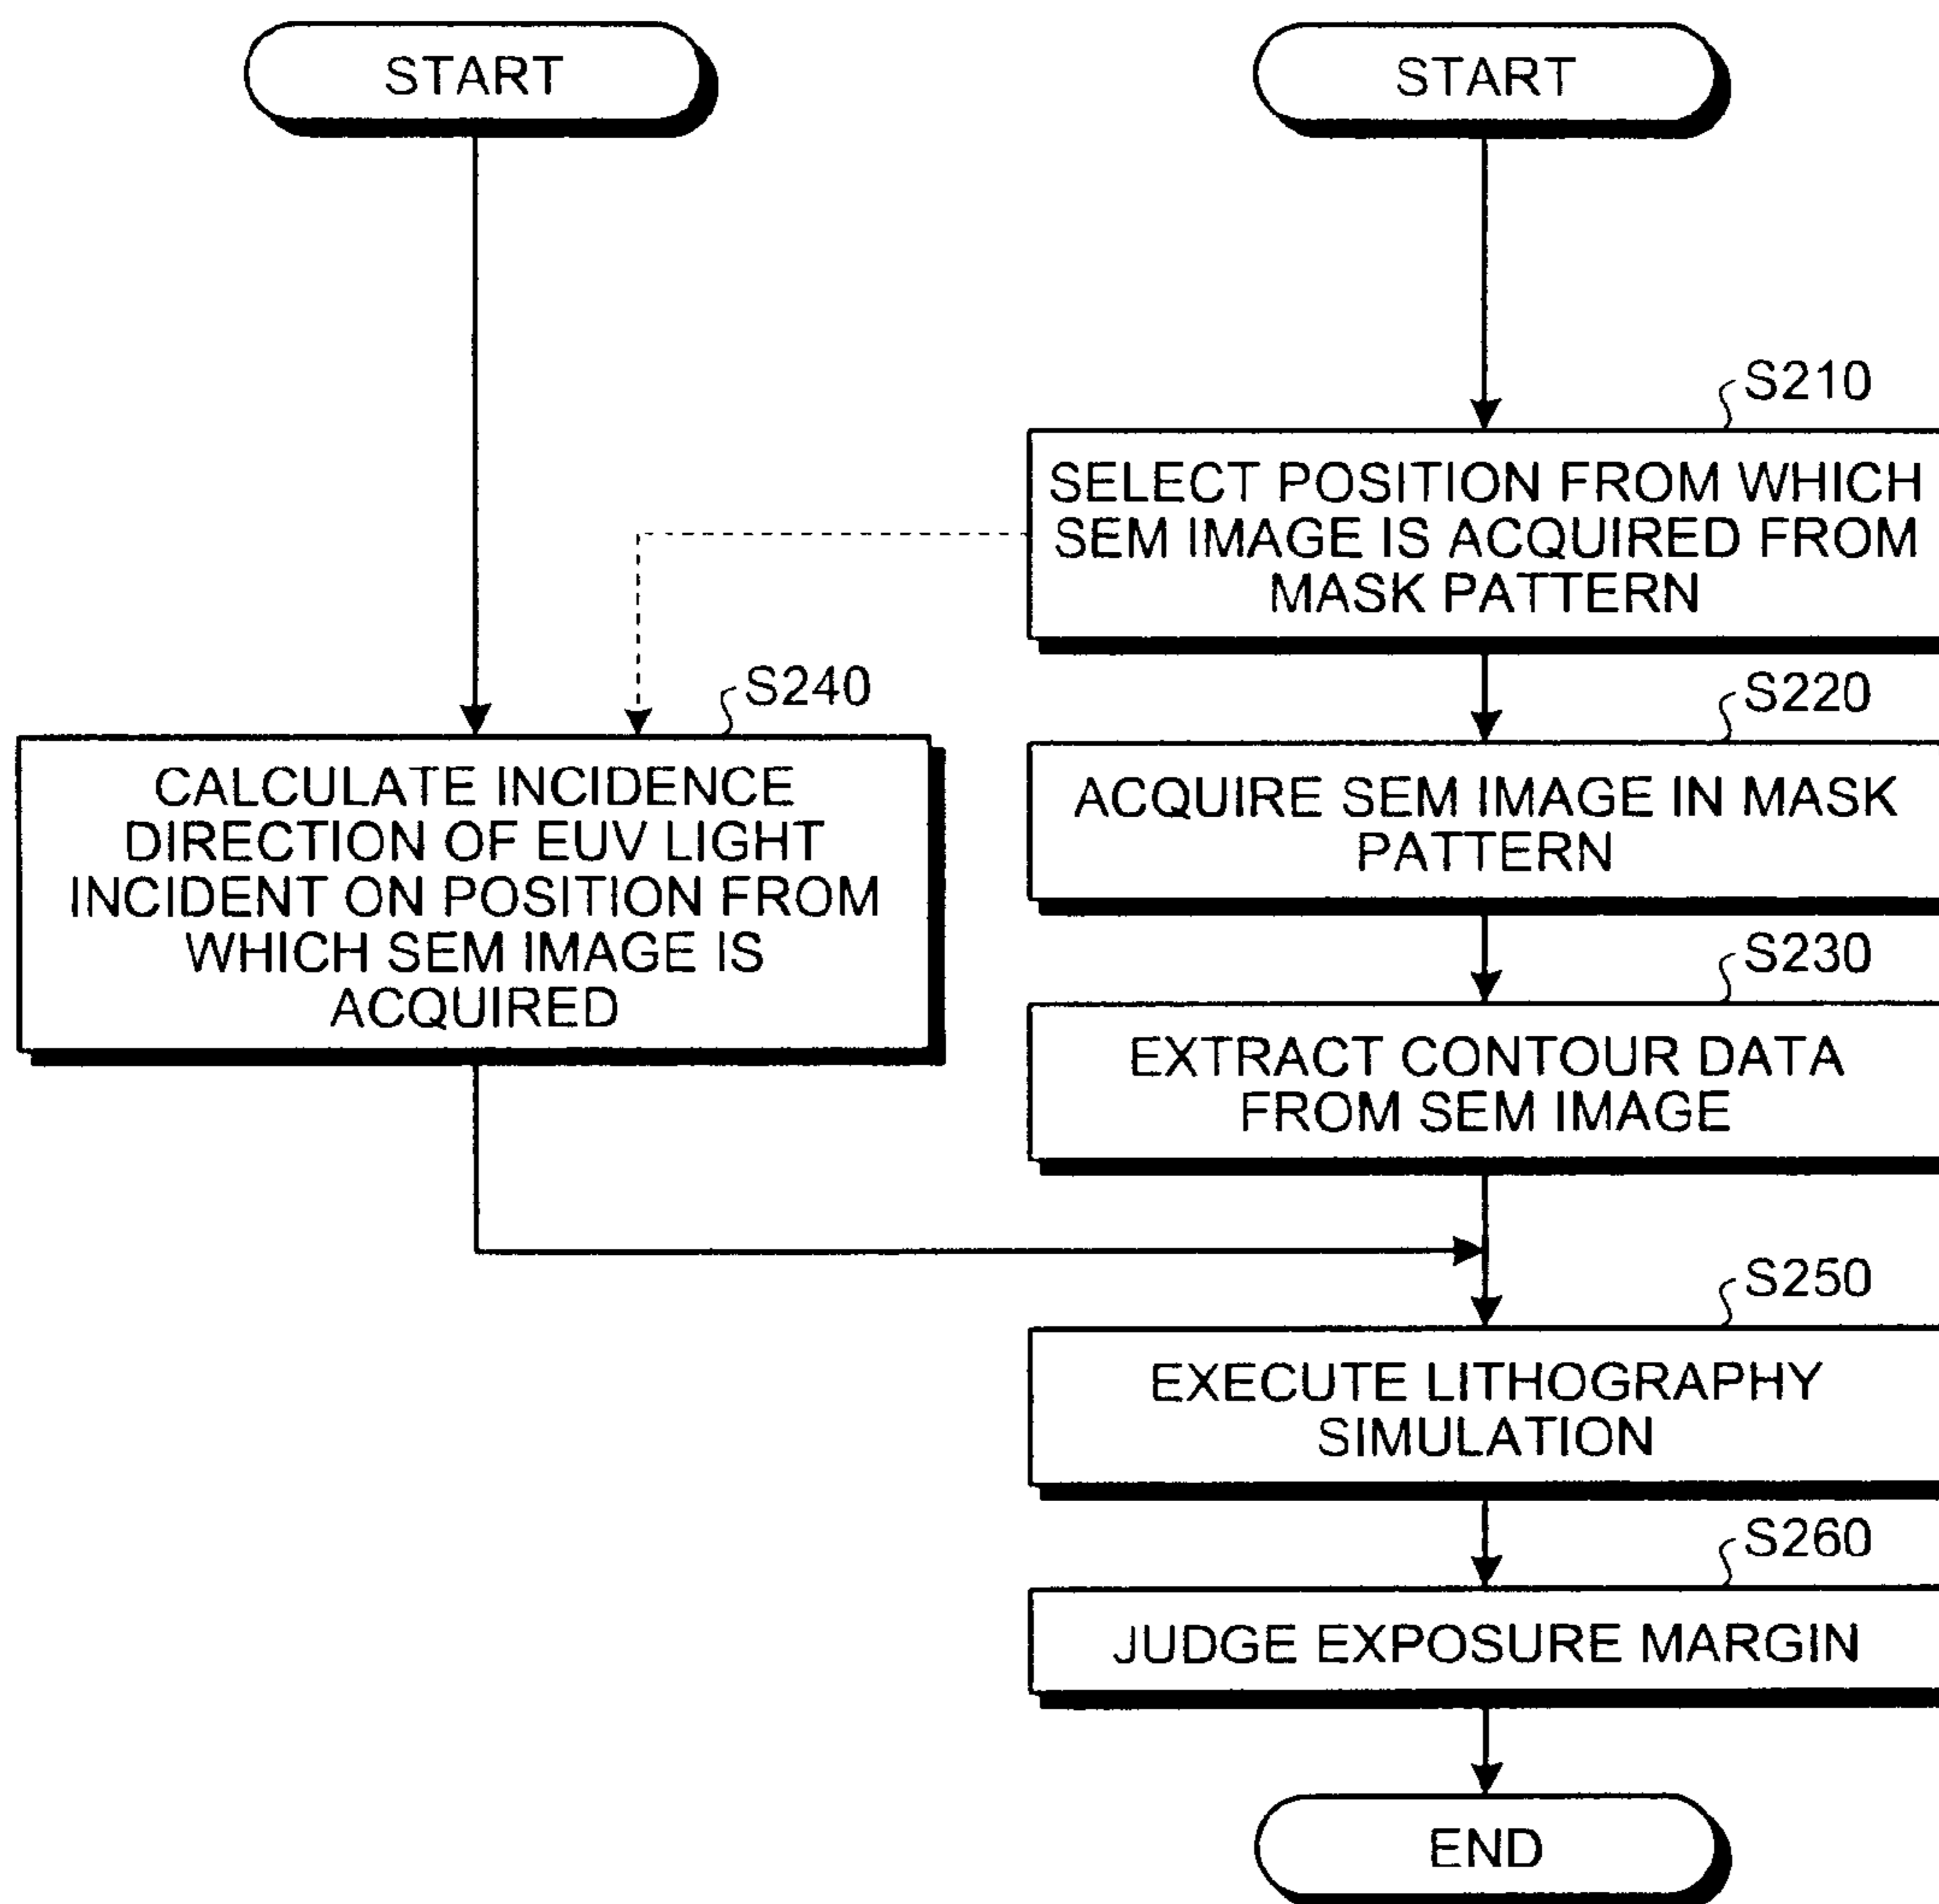 START
START
S210
SELECT POSITION FROM WHICH
SEM IMAGE IS ACQUIRED FROM
MASK PATTERN
S240
CALCULATE INCIDENCE
DIRECTION OF EUV LIGHT
INCIDENT ON POSITION FROM
WHICH SEM IMAGE IS
ACQUIRED
S220
ACQUIRE SEM IMAGE IN MASK
PATTERN
S230
EXTRACT CONTOUR DATA
FROM SEM IMAGE
S250
EXECUTE LITHOGRAPHY
SIMULATION
S260
JUDGE EXPOSURE MARGIN
END